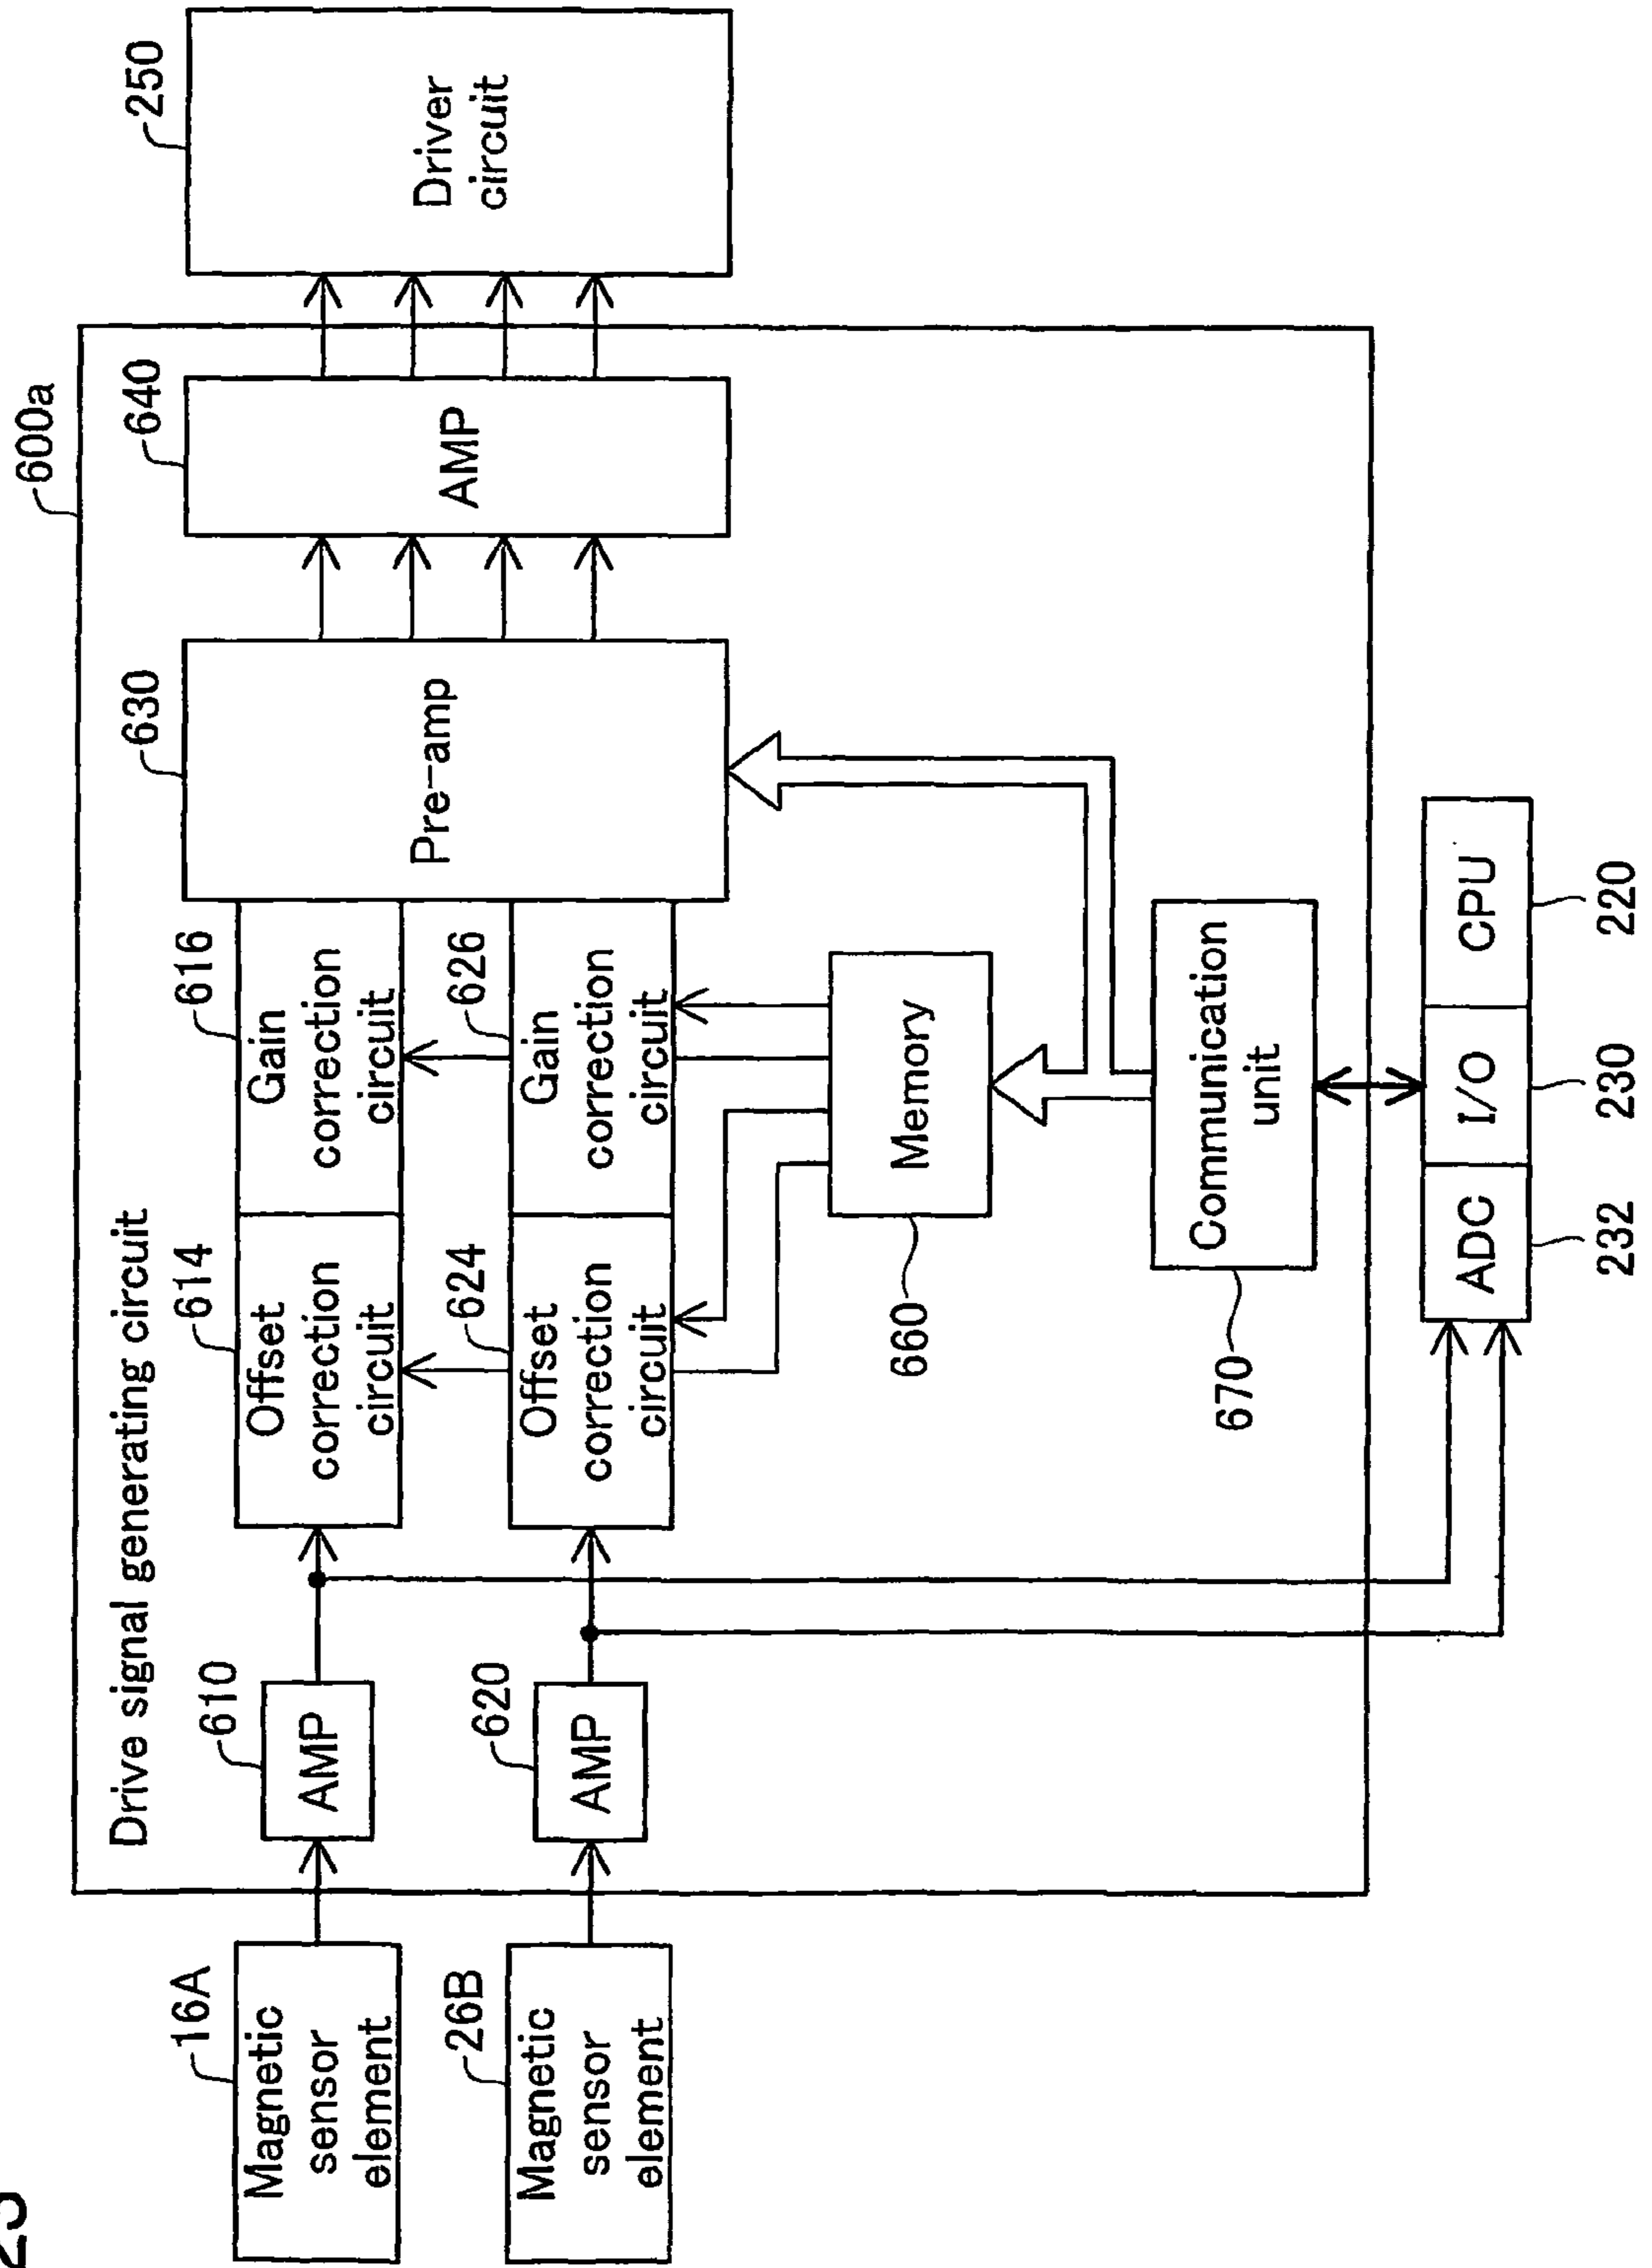 600a
Drive signal generating circuit
16A
Magnetic
sensor
element
610
AMP
614
Offset
correction
circuit
616
Gain
correction
circuit
630
Pre-amp
640
AMP
250
Driver
circuit
26B
Magnetic
sensor
element
620
AMP
624
Offset
correction
circuit
626
Gain
correction
circuit
Memory
660
Communication
unit
670
ADC
I/O
CPU
232
230
220